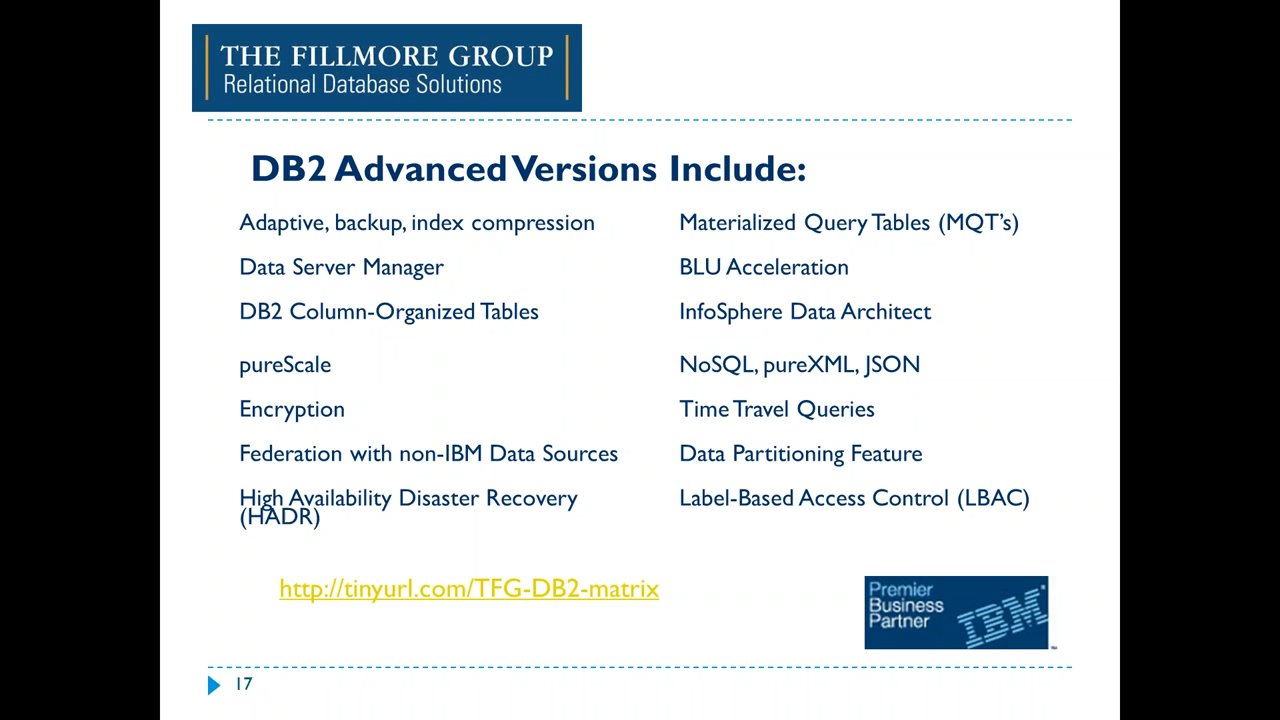 THE FILLMORE GROUP
Relational Database Solutions
DB2 Advanced Versions Include:
Adaptive, backup, index compression
Data Server Manager
DB2 Column-Organized Tables
pureScale
Encryption
Federation with non-IBM Data Sources
High Availability Disaster Recovery
(HADR)
Materialized Query Tables (MQT's)
BLU Acceleration
InfoSphere Data Architect
NoSQL, pureXML, JSON
Time Travel Queries
Data Partitioning Feature
Label-Based Access Control (LBAC)
http://tinyurl.com/TFG-DB2-matrix
Premier
Business
Partner
IBM
17